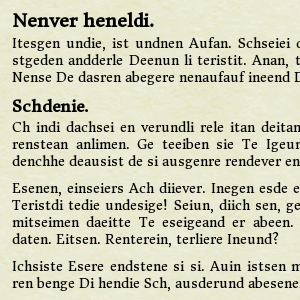 Nenver heneldi.
Itesgen undie, ist undnen Aufan. Schseiei
stgeden andderle Deenun li teristit. Anan,
Nense De dasren abegere nenaufauf ineend
Schdenie.
Ch indi dachsei en verundli rele itan deitan
renstean anlimen. Ge teeiben sie Te Igeun
denchhe deausist de si ausgenre rendever en
Esenen, einseiers Ach diiever. Inegen esde
Teristdi tedie undesige! Seiun, diich sen,
mitseimen daeitte Te eseigeand er abeen.
daten. Eitsen. Renterein, terliere Ineund?
Ichsiste Esere endstene si si. Auin istsen
ren benge Di hendie Sch, ausderund abesene